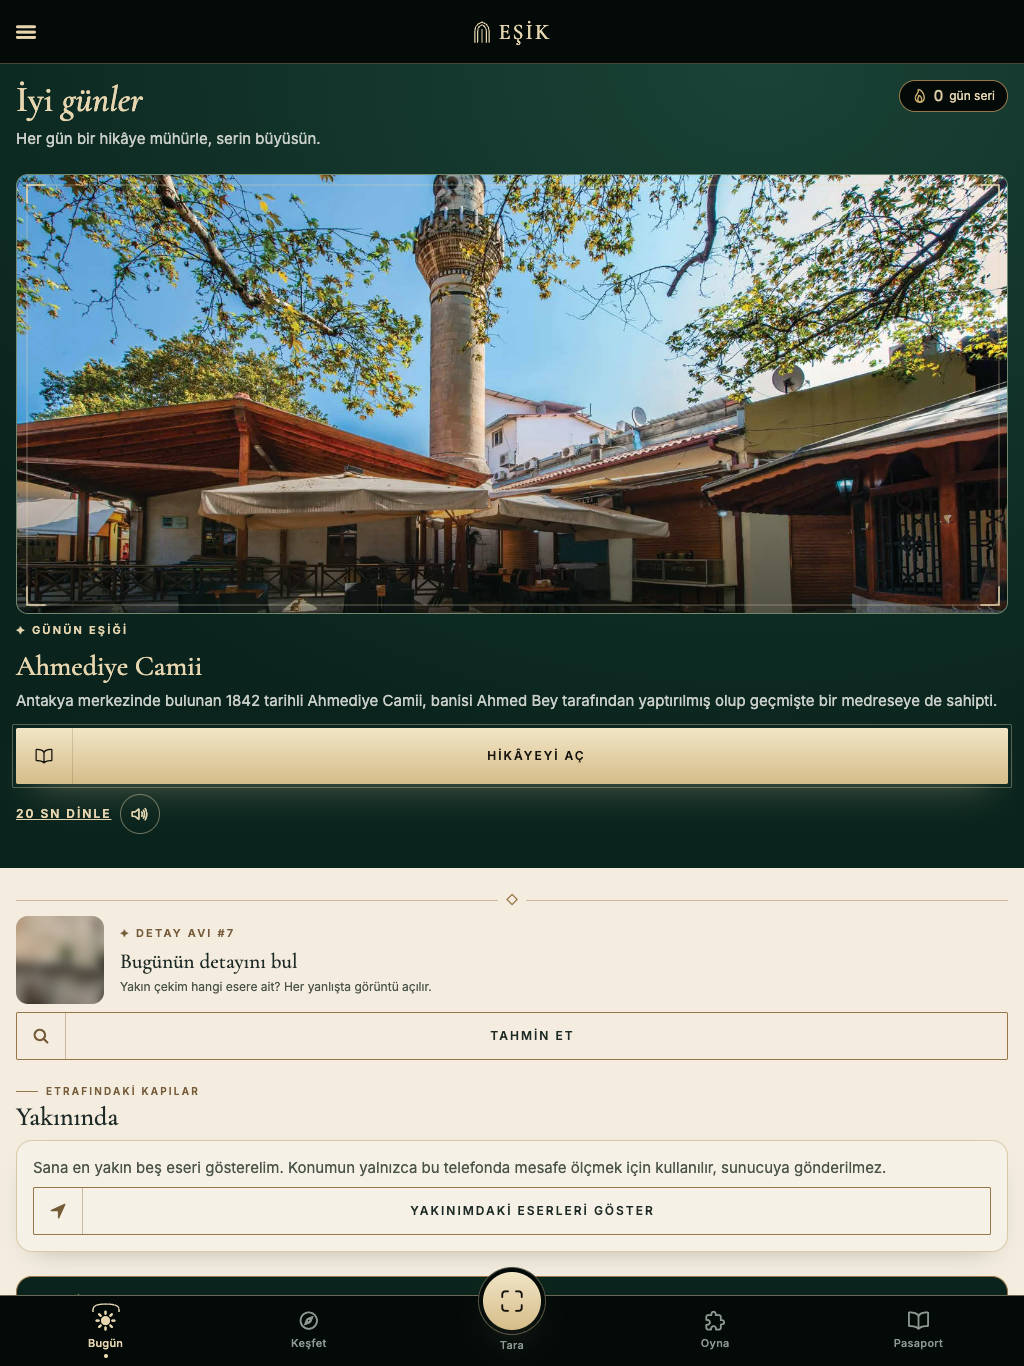 EŞİK
İyi günler
0 gün seri
Her gün bir hikâye mühürle, serin büyüsün.
GÜNÜN EŞİĞİ
Ahmediye Camii
Antakya merkezinde bulunan 1842 tarihli Ahmediye Camii, banisi Ahmed Bey tarafından yaptırılmış olup geçmişte bir medreseye de sahipti.
HİKÂYEYİ AÇ
20 SN DİNLE
DETAY AVI #7
Bugünün detayını bul
Yakın çekim hangi esere ait? Her yanlışta görüntü açılır.
TAHMİN ET
ETRAFINDAKİ KAPILAR
Yakınında
Sana en yakın beş eseri gösterelim. Konumun yalnızca bu telefonda mesafe ölçmek için kullanılır, sunucuya gönderilmez.
YAKINIMDAKİ ESERLERİ GÖSTER
Bugün
Keşfet
Tara
Oyna
Pasaport